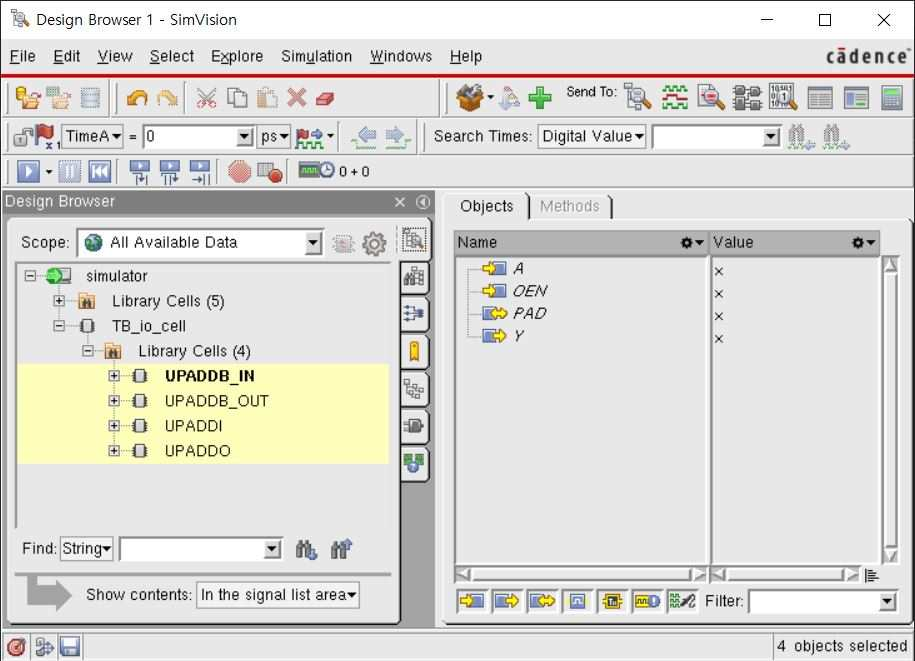 Design Browser 1 - SimVision
File Edit View Select Explore Simulation Windows Help
cādence
Send To:
TimeA = 0 ps
Search Times: Digital Value
0 + 0
Design Browser
Objects Methods
Scope: All Available Data
Name Value
simulator
Library Cells (5)
TB_io_cell
Library Cells (4)
UPADDB_IN
UPADDB_OUT
UPADDI
UPADDO
A ×
OEN ×
PAD ×
Y ×
Find: String
Show contents: In the signal list area
Filter:
4 objects selected